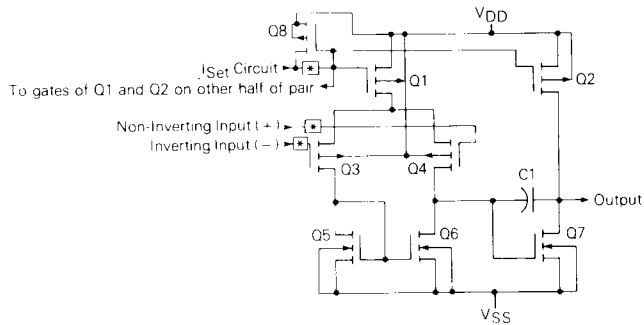 VDD
Q8
ISet Circuit
*
Q1
Q2
To gates of Q1 and Q2 on other half of pair
Non-Inverting Input (+)
*
Inverting Input (−)
*
Q3
Q4
C1
Output
Q5
Q6
Q7
VSS